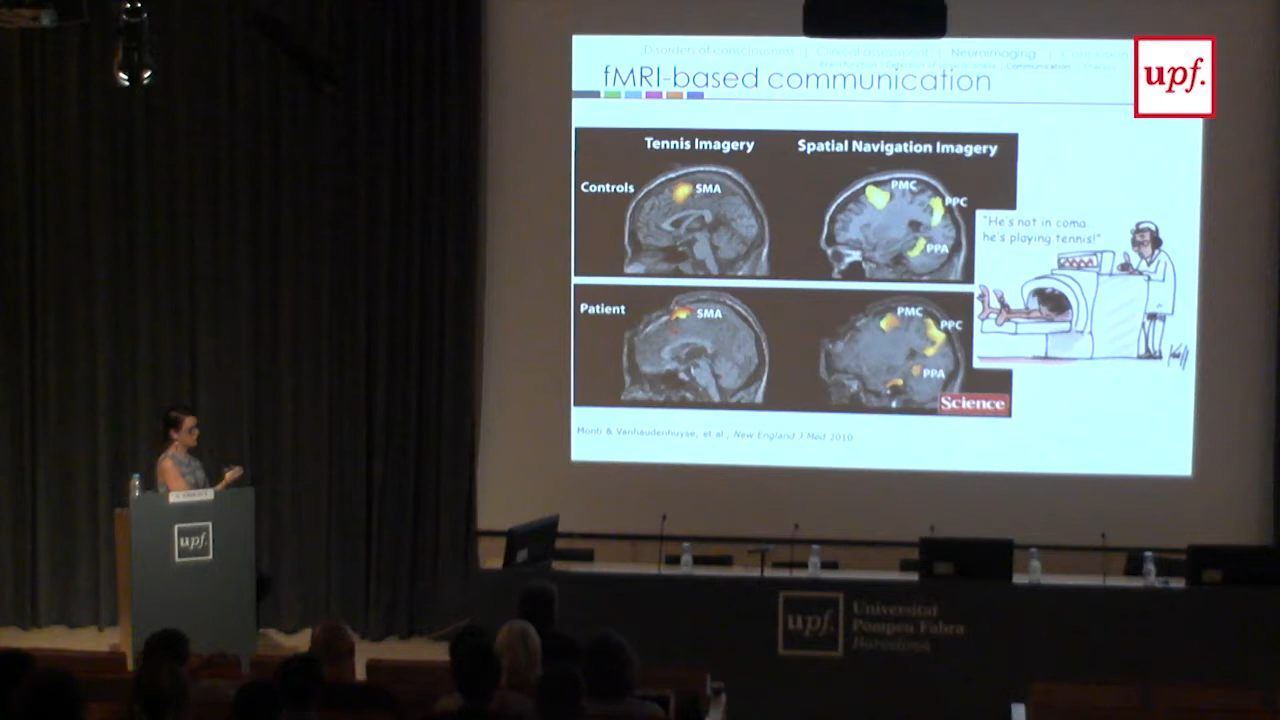 Disorders of consciousness | Clinical assessment | Neuroimaging | Conclusion
Communication
fMRI-based communication
upf.
Tennis Imagery
Spatial Navigation Imagery
Controls
SMA
PMC
PPC
PPA
"He's not in coma...
he's playing tennis!"
Patient
SMA
PMC
PPC
PPA
Science
Monti & Vanhaudenhuyse, et al., New England J Med 2010
upf.
upf.
Universitat
Pompeu Fabra
Barcelona